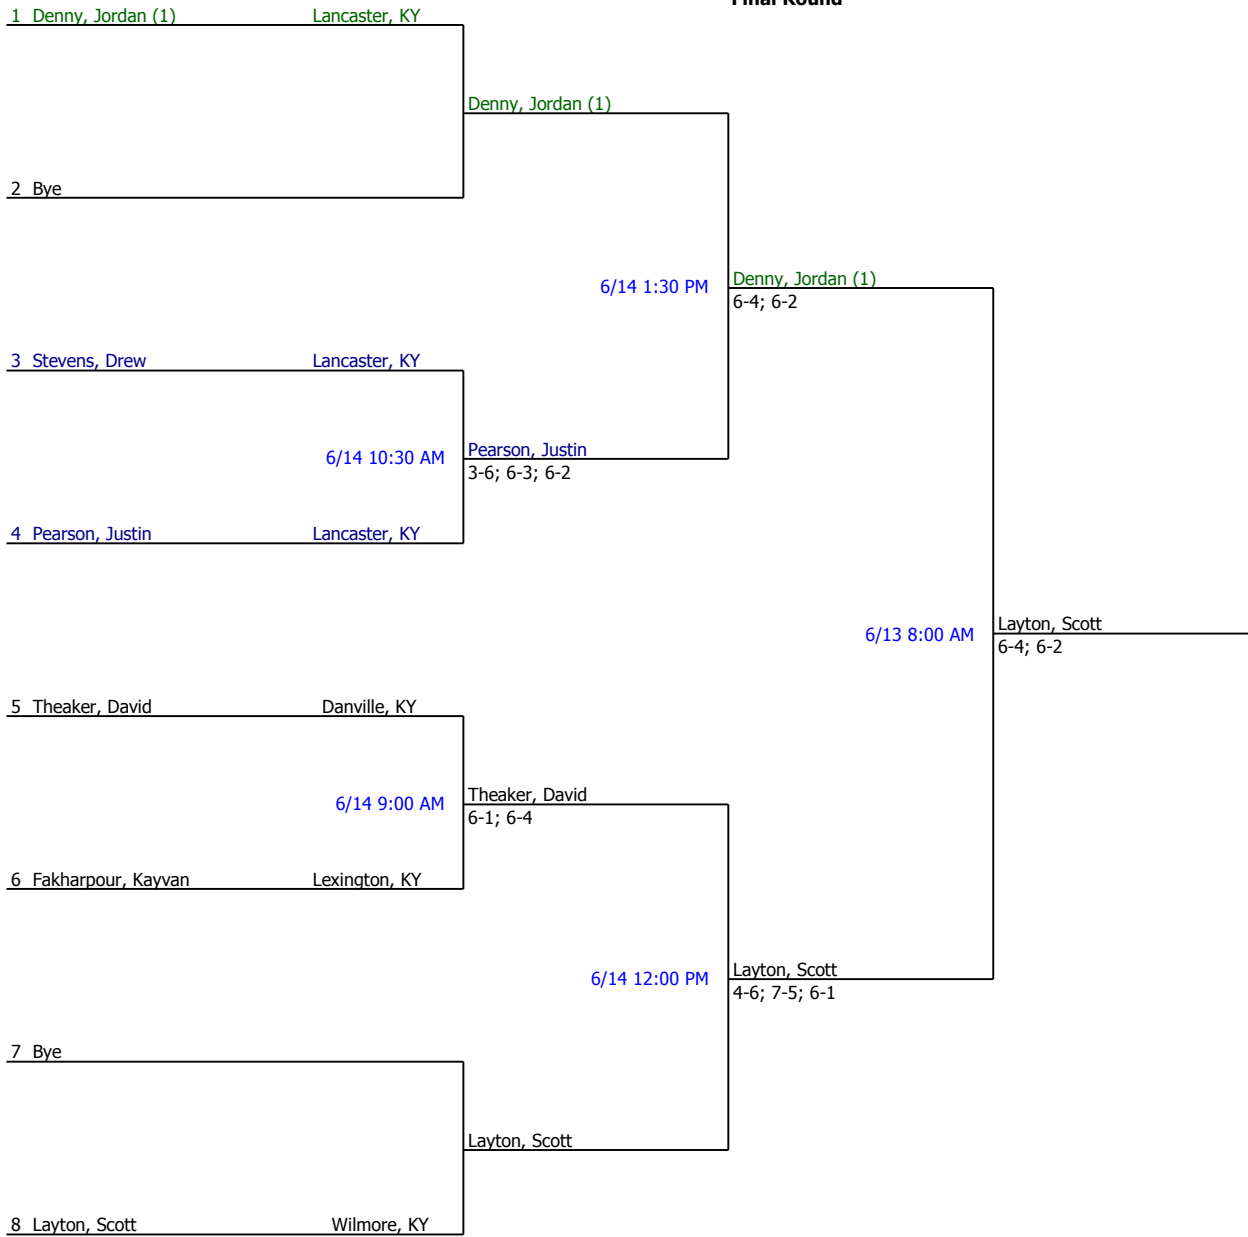 Final Round
1 Denny, Jordan (1) Lancaster, KY
Denny, Jordan (1)
2 Bye
6/14 1:30 PM
Denny, Jordan (1)
6-4; 6-2
3 Stevens, Drew Lancaster, KY
6/14 10:30 AM
Pearson, Justin
3-6; 6-3; 6-2
4 Pearson, Justin Lancaster, KY
6/13 8:00 AM
Layton, Scott
6-4; 6-2
5 Theaker, David Danville, KY
6/14 9:00 AM
Theaker, David
6-1; 6-4
6 Fakharpour, Kayvan Lexington, KY
6/14 12:00 PM
Layton, Scott
4-6; 7-5; 6-1
7 Bye
Layton, Scott
8 Layton, Scott Wilmore, KY